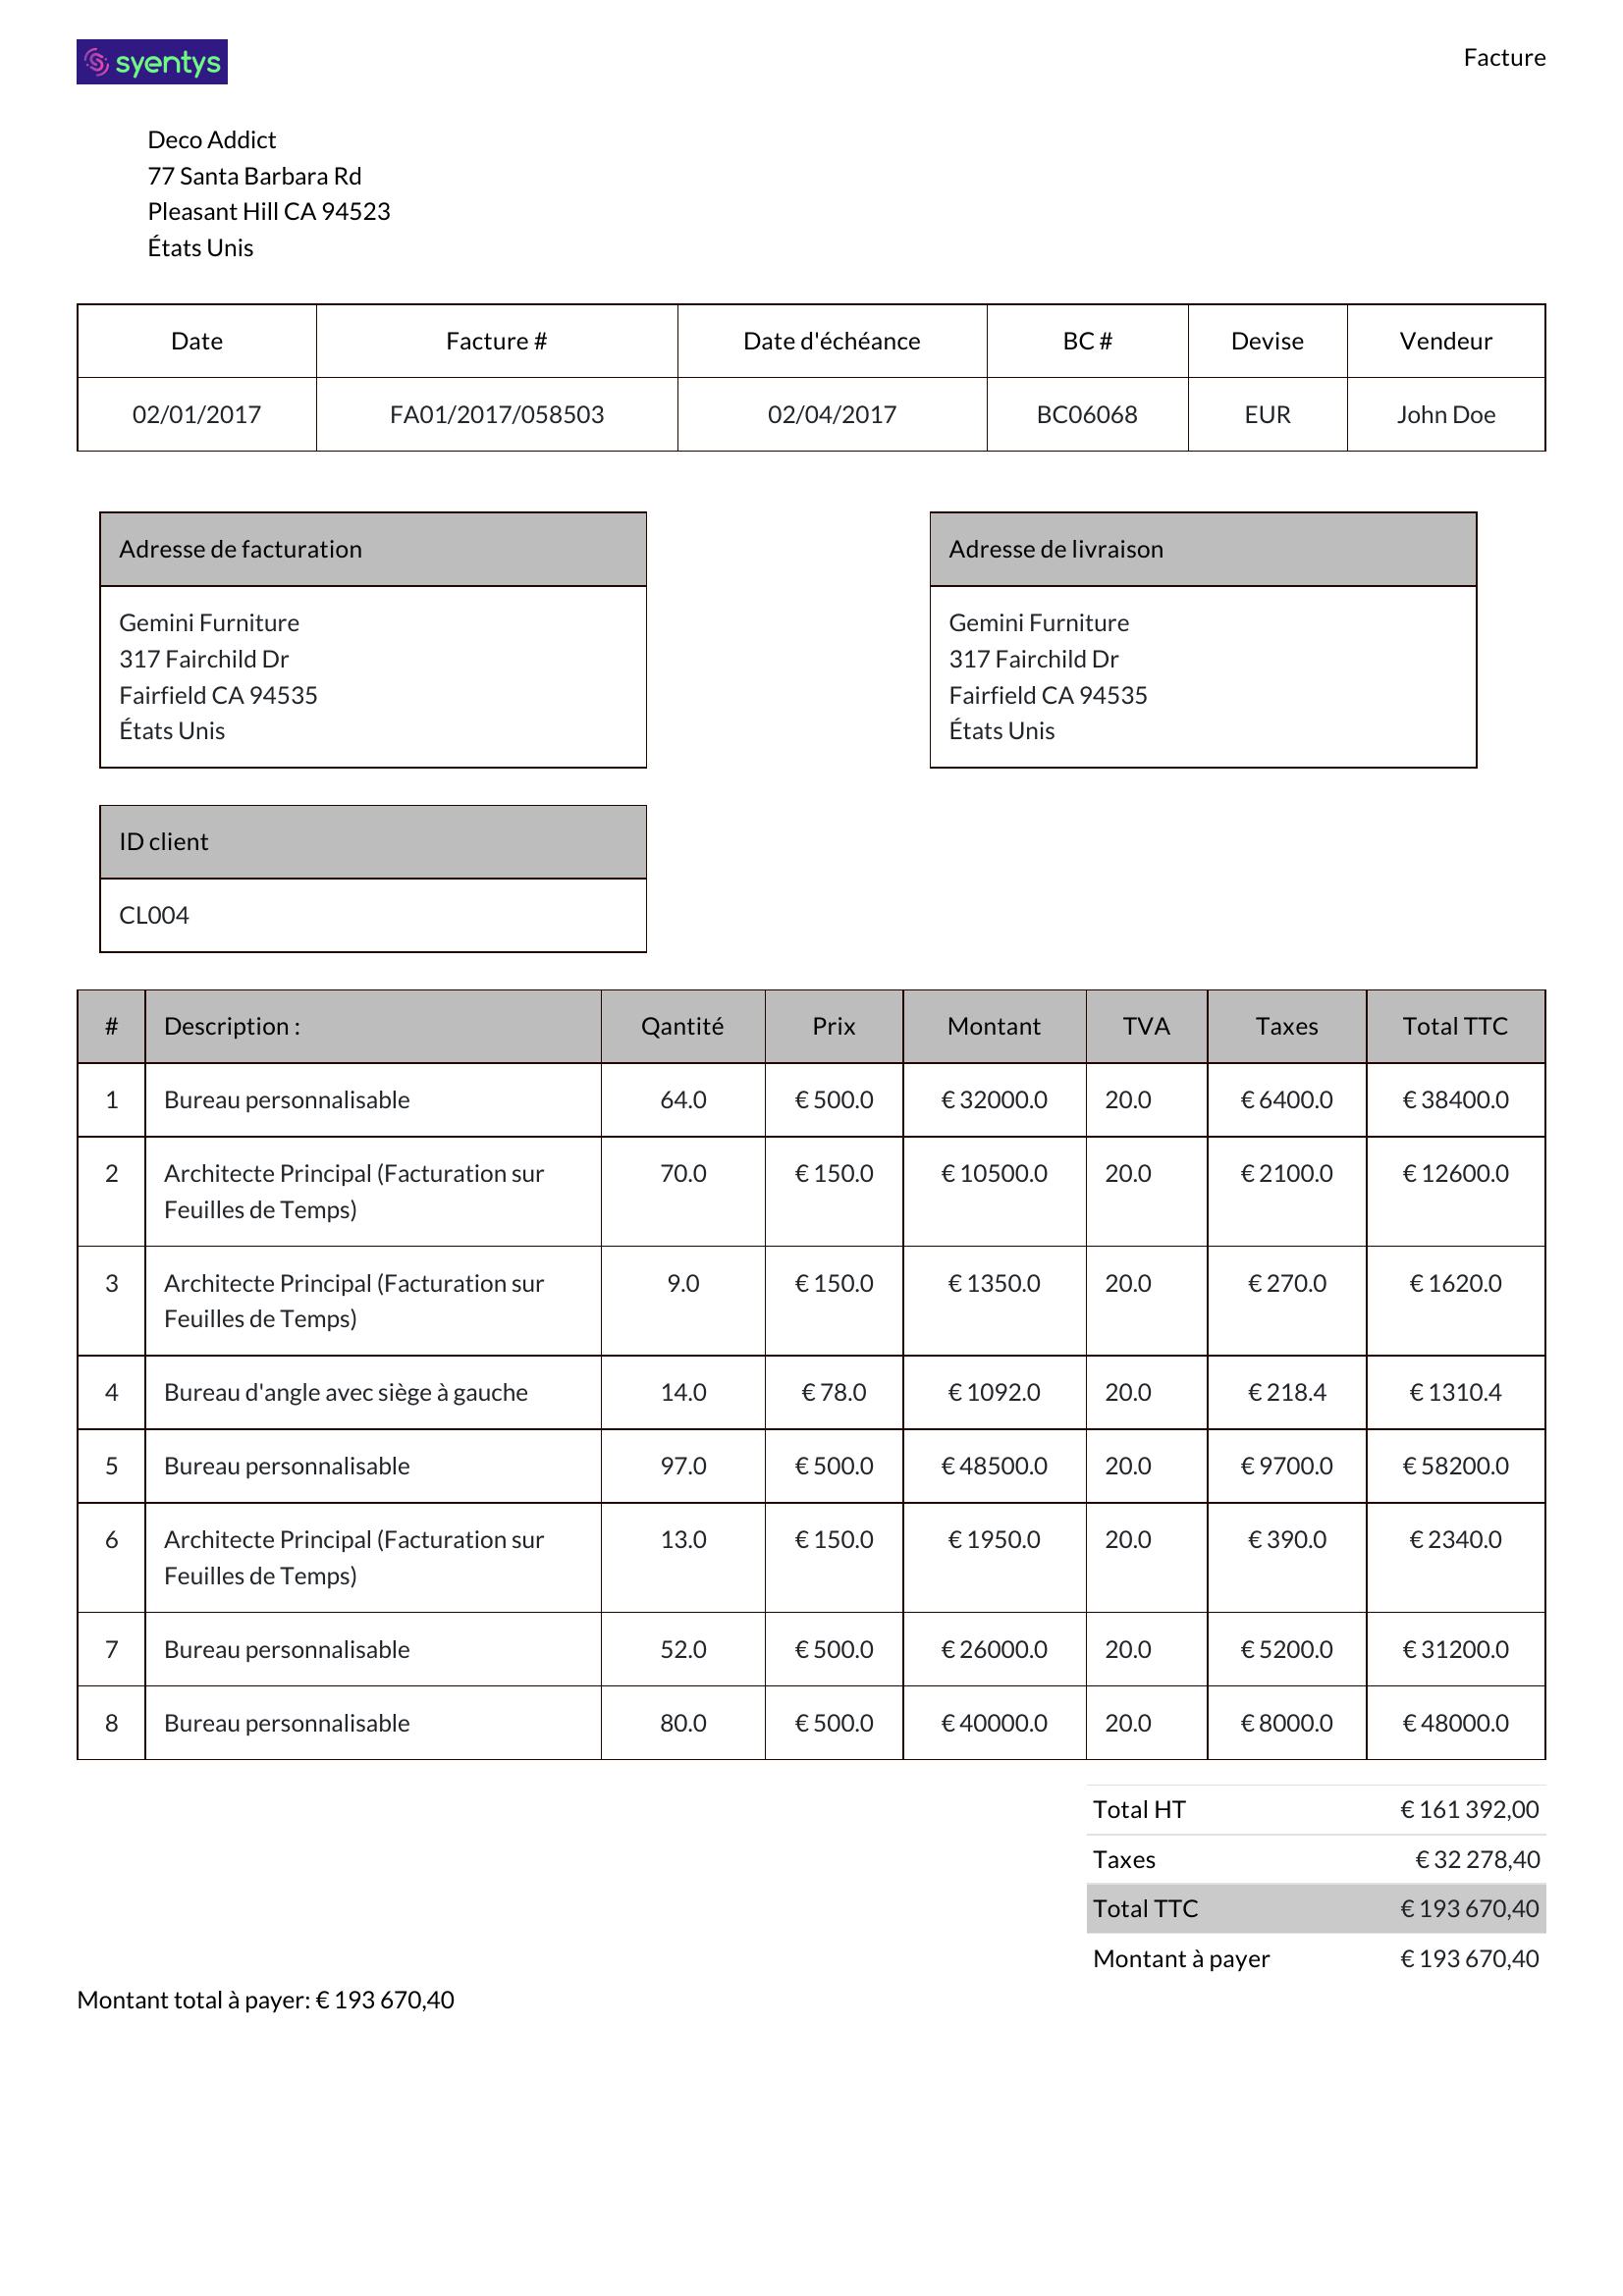 syentys
Facture
Deco Addict
77 Santa Barbara Rd
Pleasant Hill CA 94523
États Unis
Date Facture # Date d'échéance BC # Devise Vendeur
02/01/2017 FA01/2017/058503 02/04/2017 BC06068 EUR John Doe
Adresse de facturation
Gemini Furniture
317 Fairchild Dr
Fairfield CA 94535
États Unis
Adresse de livraison
Gemini Furniture
317 Fairchild Dr
Fairfield CA 94535
États Unis
ID client
CL004
# Description : Qantité Prix Montant TVA Taxes Total TTC
1 Bureau personnalisable 64.0 € 500.0 € 32000.0 20.0 € 6400.0 € 38400.0
2 Architecte Principal (Facturation sur 70.0 € 150.0 € 10500.0 20.0 € 2100.0 € 12600.0
Feuilles de Temps)
3 Architecte Principal (Facturation sur 9.0 € 150.0 € 1350.0 20.0 € 270.0 € 1620.0
Feuilles de Temps)
4 Bureau d'angle avec siège à gauche 14.0 € 78.0 € 1092.0 20.0 € 218.4 € 1310.4
5 Bureau personnalisable 97.0 € 500.0 € 48500.0 20.0 € 9700.0 € 58200.0
6 Architecte Principal (Facturation sur 13.0 € 150.0 € 1950.0 20.0 € 390.0 € 2340.0
Feuilles de Temps)
7 Bureau personnalisable 52.0 € 500.0 € 26000.0 20.0 € 5200.0 € 31200.0
8 Bureau personnalisable 80.0 € 500.0 € 40000.0 20.0 € 8000.0 € 48000.0
Total HT € 161 392,00
Taxes € 32 278,40
Total TTC € 193 670,40
Montant à payer € 193 670,40
Montant total à payer: € 193 670,40